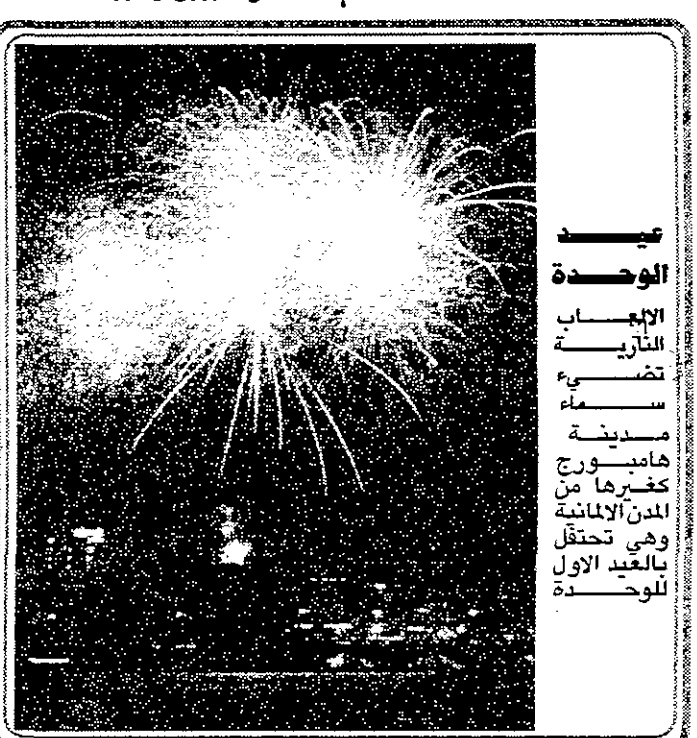 عيد
الوحدة
الالعاب
النارية
تضيء
سماء
مدينة
هامبورج
كغيرها من
المدن الالمانية
وهي تحتفل
بالعيد الاول
للوحدة